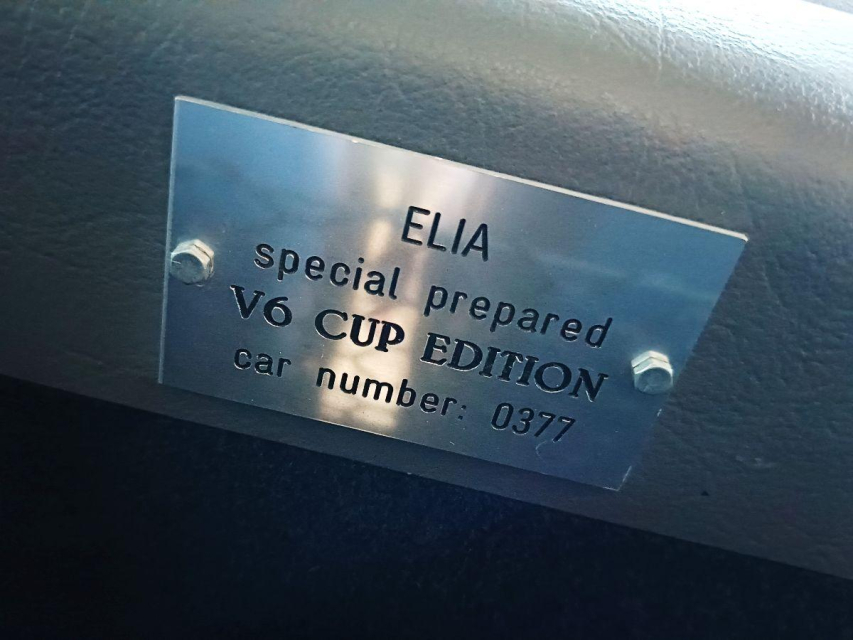 ELIA
special prepared
V6 CUP EDITION
car number: 0377